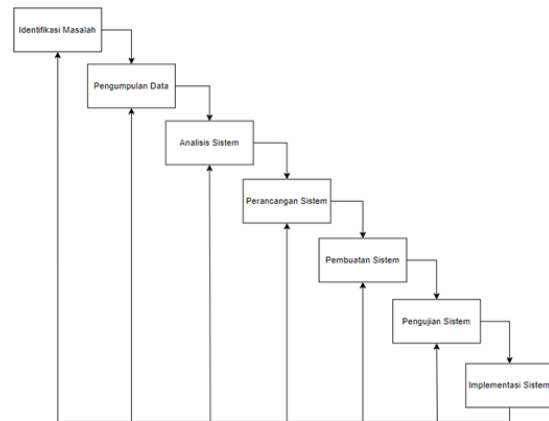 Identifikasi Masalah
Pengumpulan Data
Analisis Sistem
Perancangan Sistem
Pembuatan Sistem
Pengujian Sistem
Implementasi Sistem